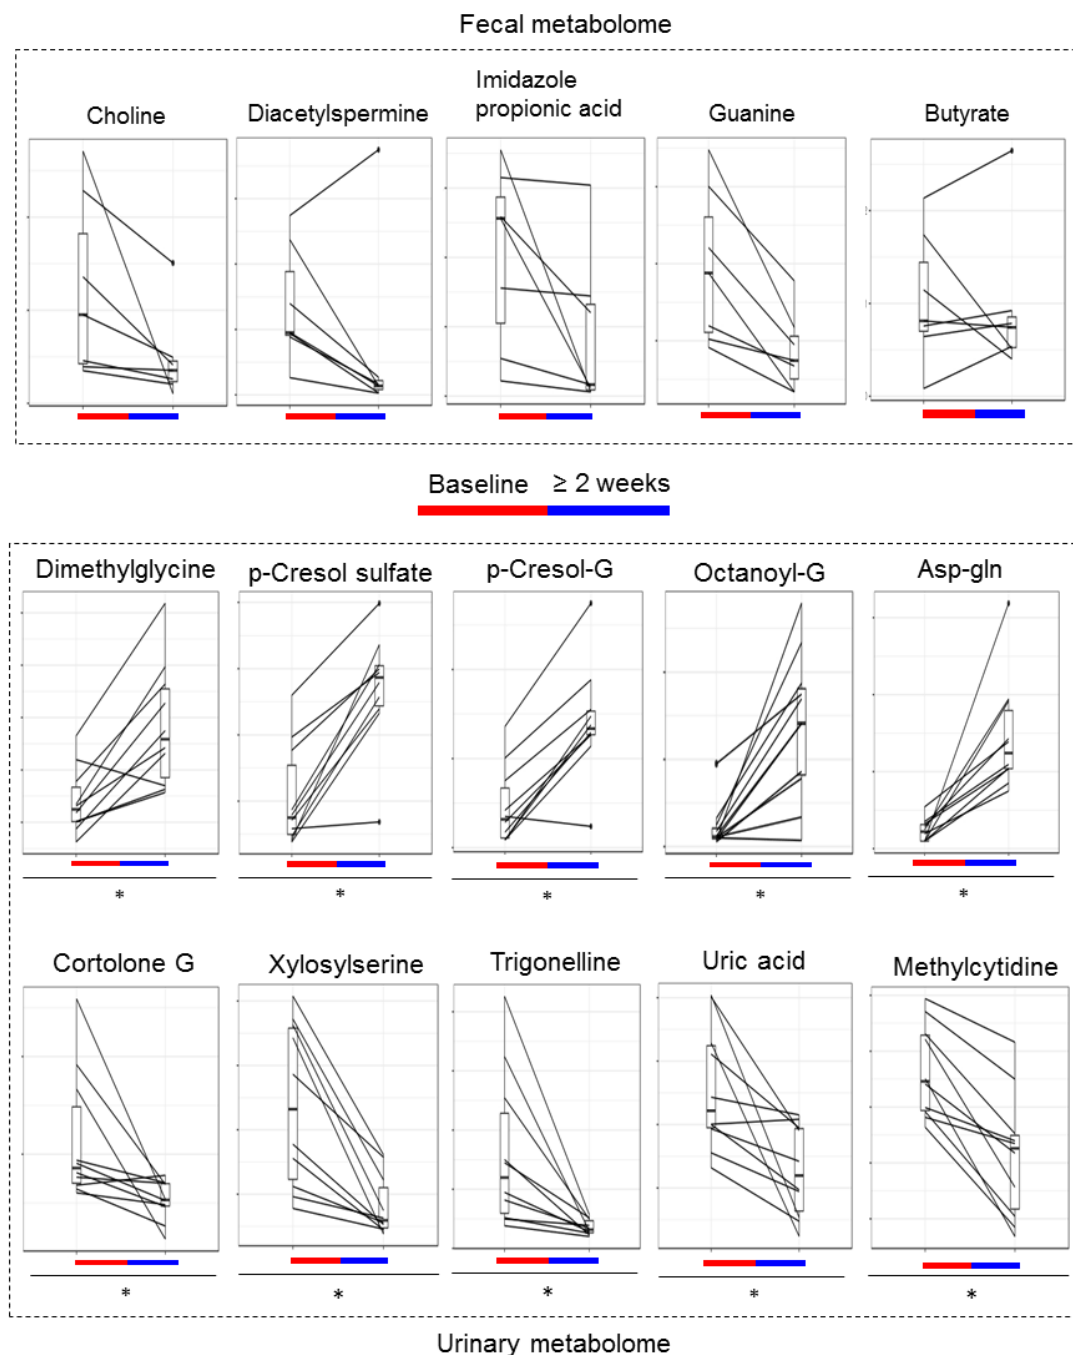 Fecal metabolome
Choline
Diacetylspermine
Imidazole
propionic acid
Guanine
Butyrate
Baseline ≥ 2 weeks
Dimethylglycine
p-Cresol sulfate
p-Cresol-G
Octanoyl-G
Asp-gln
* * * * *
Cortolone G
Xylosylserine
Trigonelline
Uric acid
Methylcytidine
* * * * *
Urinary metabolome